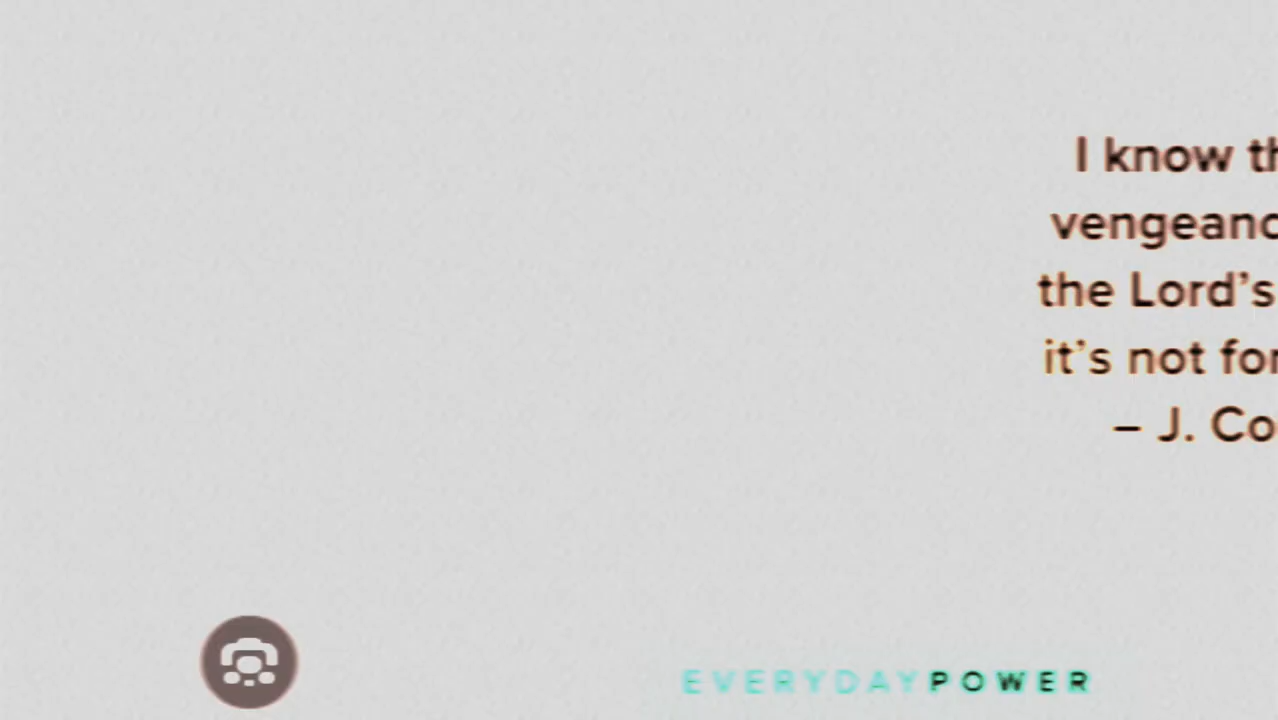 I know th
vengeanc
the Lord’s
it’s not for
– J. Co
EVERYDAYPOWER